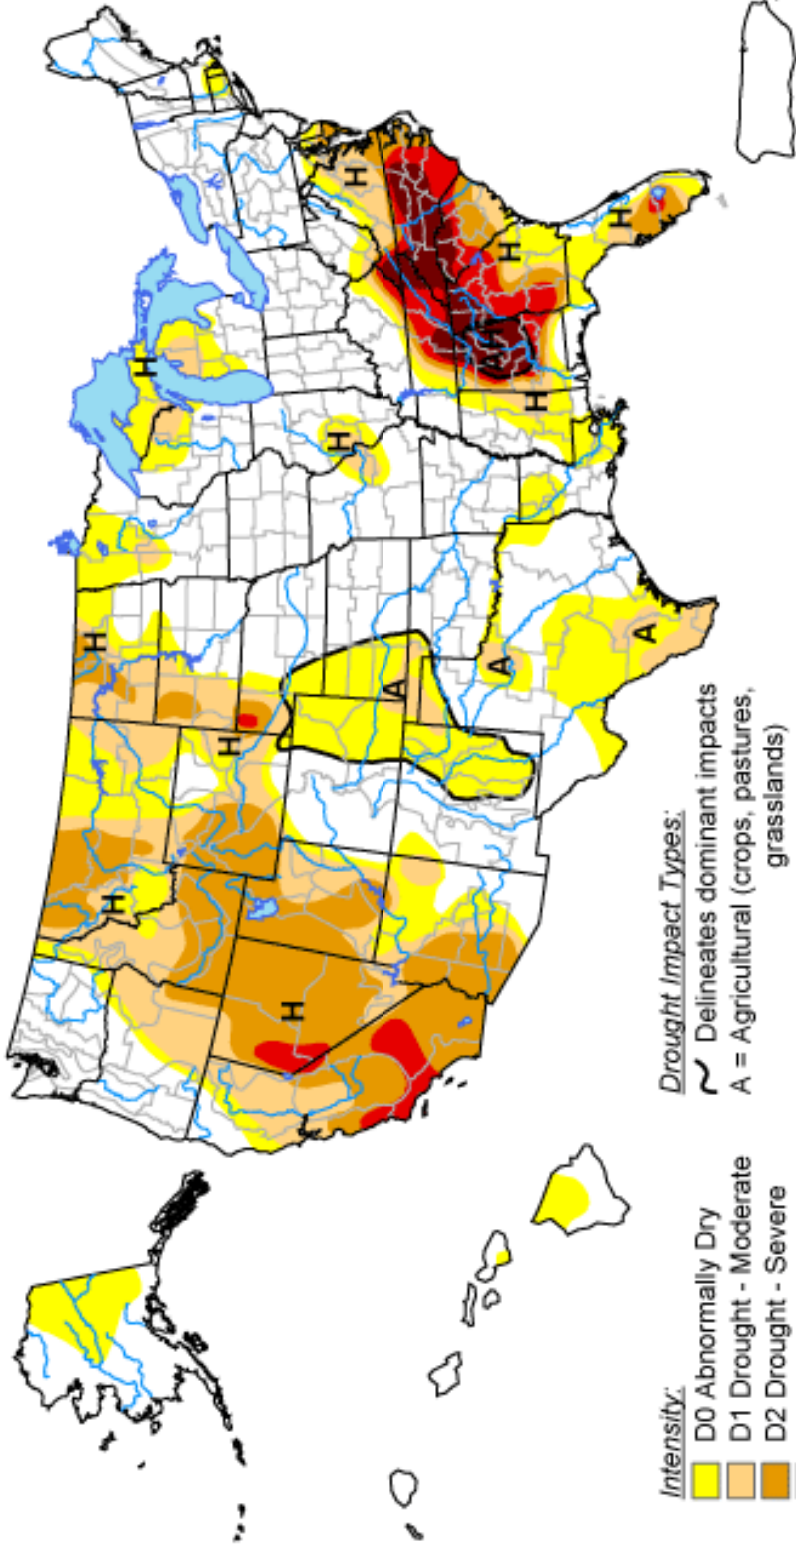 H
H
H
H
H
H
H
H
H
H
H
A
A
A
A
Intensity:
D0 Abnormally Dry
D1 Drought - Moderate
D2 Drought - Severe
Drought Impact Types:
Delineates dominant impacts
A = Agricultural (crops, pastures,
grasslands)